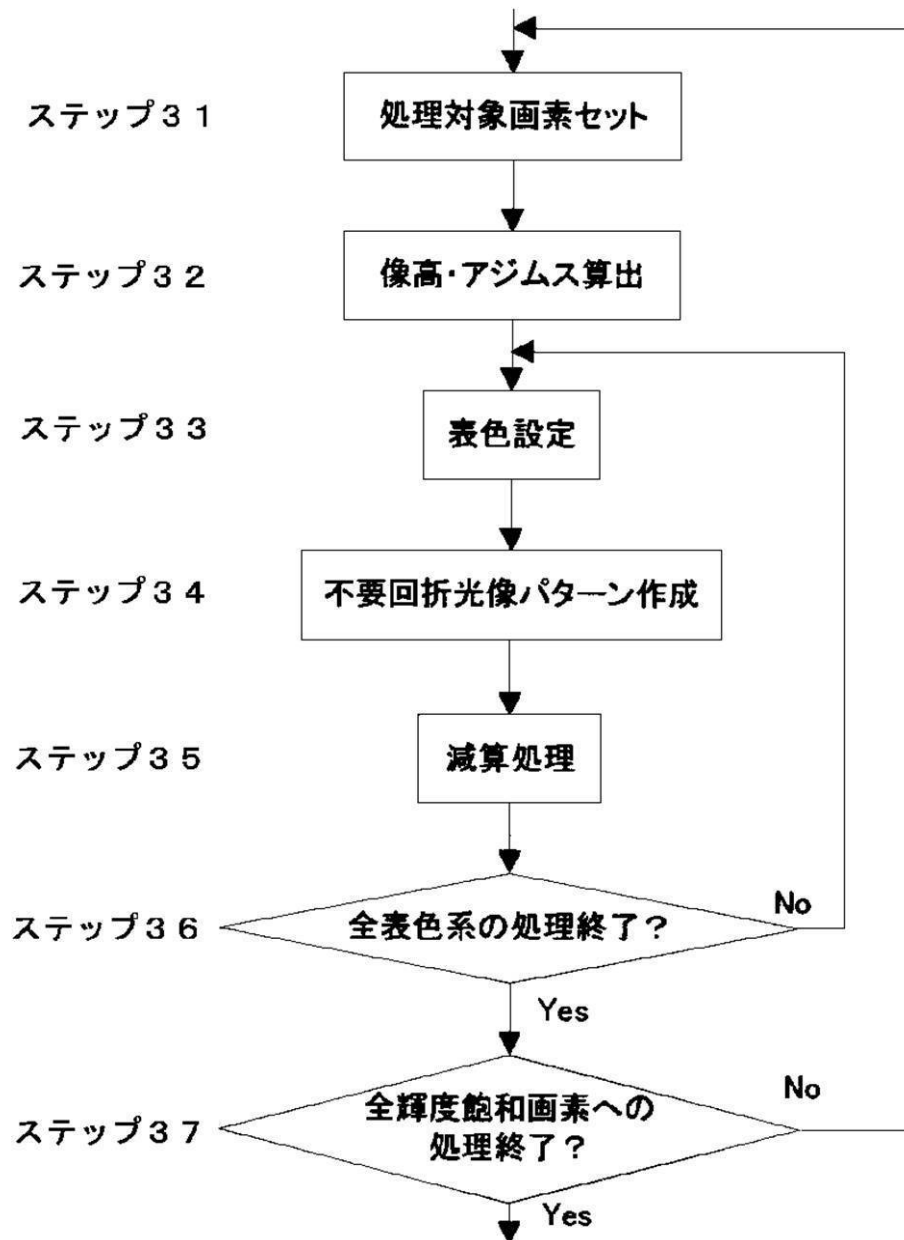 ステップ３１
処理対象画素セット
ステップ３２
像高・アジムス算出
ステップ３３
表色設定
ステップ３４
不要回折光像パターン作成
ステップ３５
減算処理
ステップ３６
全表色系の処理終了？
No
Yes
ステップ３７
全輝度飽和画素への
処理終了？
No
Yes